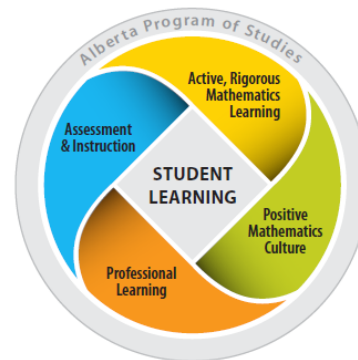 Alberta Program of Studies
Active, Rigorous
Mathematics
Learning
Assessment
& Instruction
STUDENT
LEARNING
Positive
Mathematics
Culture
Professional
Learning